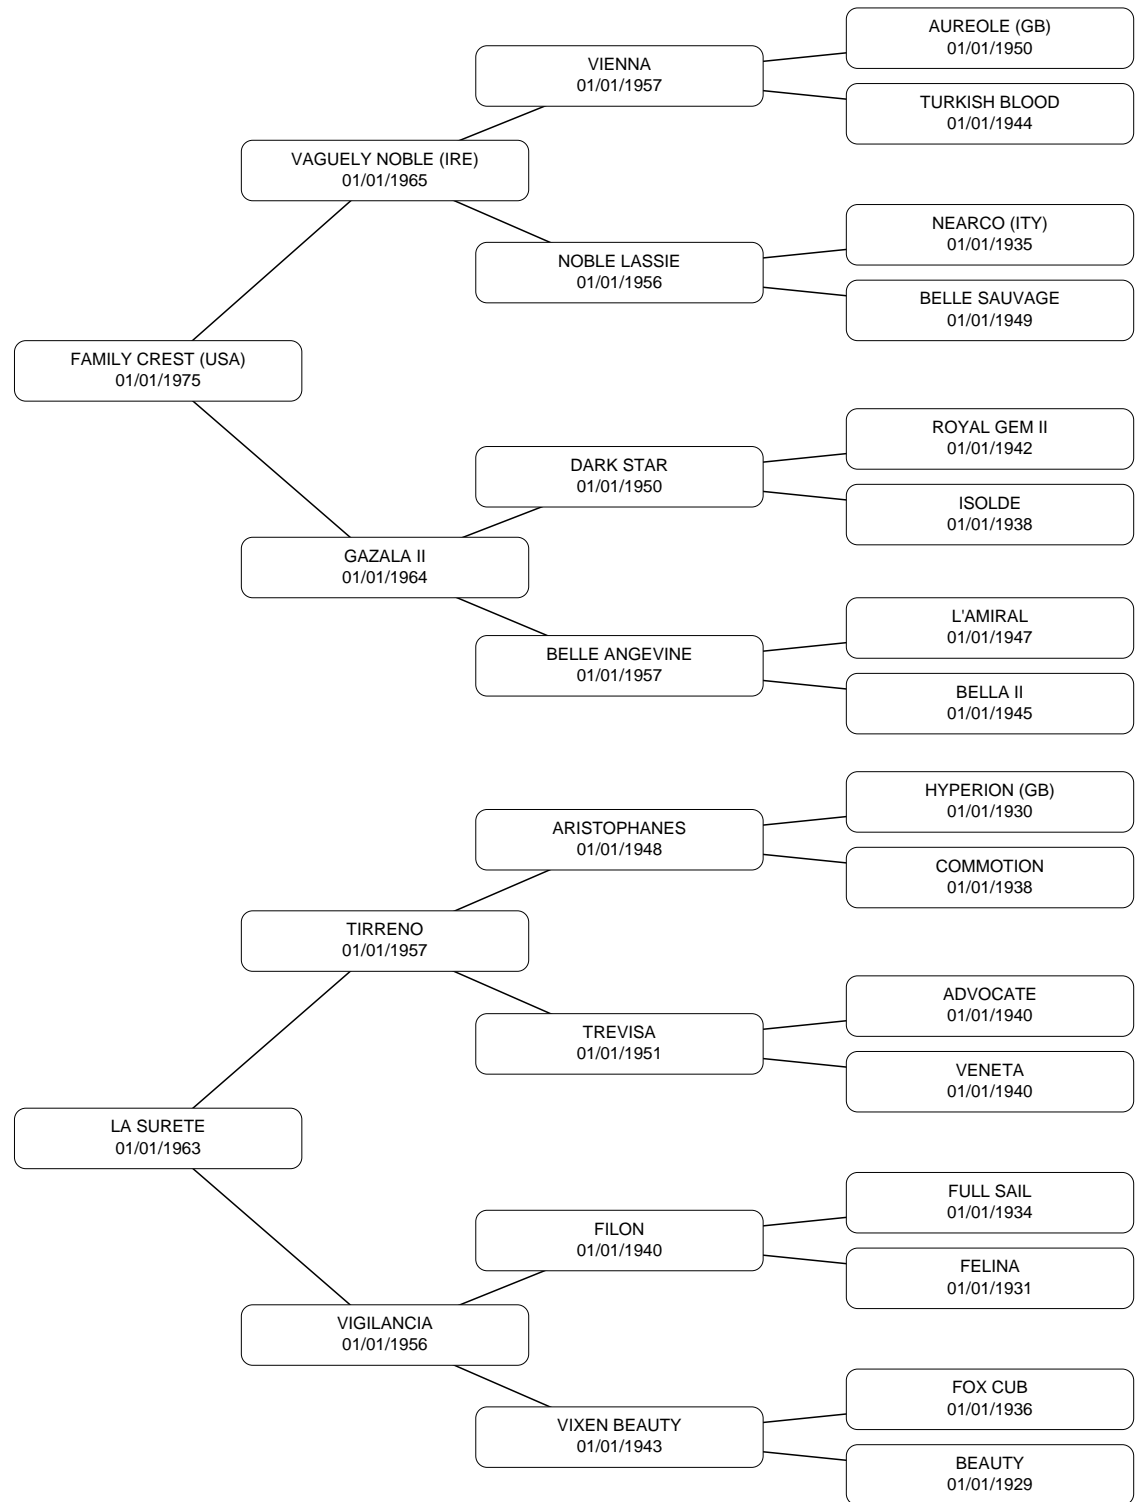 AUREOLE (GB)
01/01/1950
VIENNA
01/01/1957
TURKISH BLOOD
01/01/1944
VAGUELY NOBLE (IRE)
01/01/1965
NEARCO (ITY)
01/01/1935
NOBLE LASSIE
01/01/1956
BELLE SAUVAGE
01/01/1949
FAMILY CREST (USA)
01/01/1975
ROYAL GEM II
01/01/1942
DARK STAR
01/01/1950
ISOLDE
01/01/1938
GAZALA II
01/01/1964
L'AMIRAL
01/01/1947
BELLE ANGEVINE
01/01/1957
BELLA II
01/01/1945
HYPERION (GB)
01/01/1930
ARISTOPHANES
01/01/1948
COMMOTION
01/01/1938
TIRRENO
01/01/1957
ADVOCATE
01/01/1940
TREVISA
01/01/1951
VENETA
01/01/1940
LA SURETE
01/01/1963
FULL SAIL
01/01/1934
FILON
01/01/1940
FELINA
01/01/1931
VIGILANCIA
01/01/1956
FOX CUB
01/01/1936
VIXEN BEAUTY
01/01/1943
BEAUTY
01/01/1929